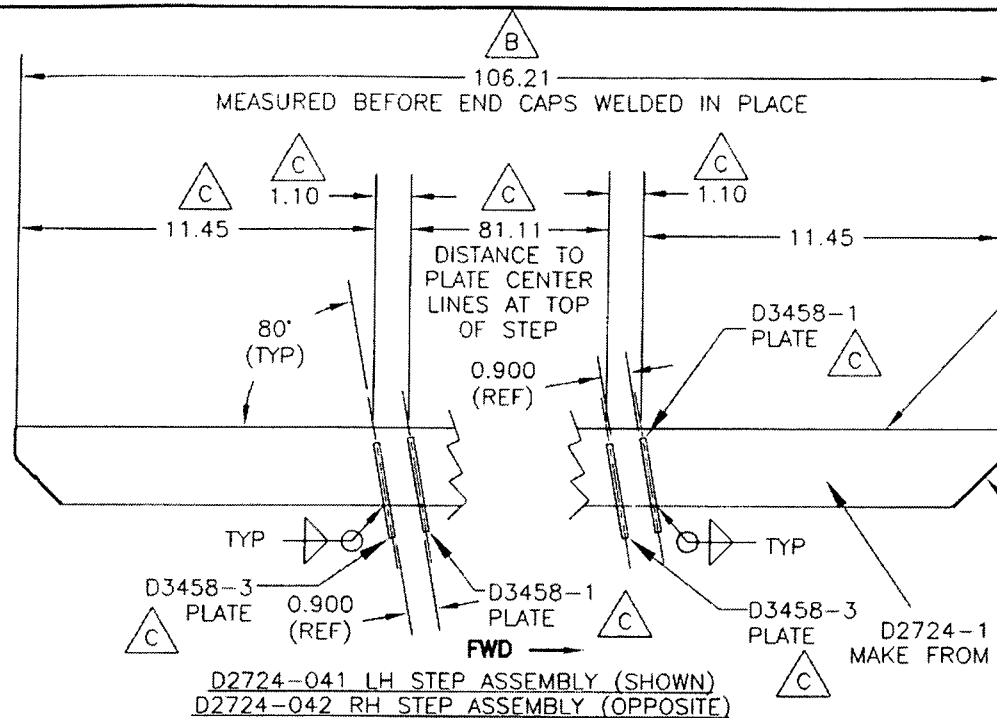 B
106.21
MEASURED BEFORE END CAPS WELDED IN PLACE
C
C
C
C
1.10
1.10
11.45
81.11
11.45
DISTANCE TO
PLATE CENTER
LINES AT TOP
OF STEP
80°
(TYP)
0.900
(REF)
D3458-1
PLATE
C
TYP
TYP
D3458-3
PLATE
C
0.900
(REF)
D3458-1
PLATE
C
D3458-3
PLATE
C
D2724-1
MAKE FROM
FWD
D2724-041 LH STEP ASSEMBLY (SHOWN)
D2724-042 RH STEP ASSEMBLY (OPPOSITE)